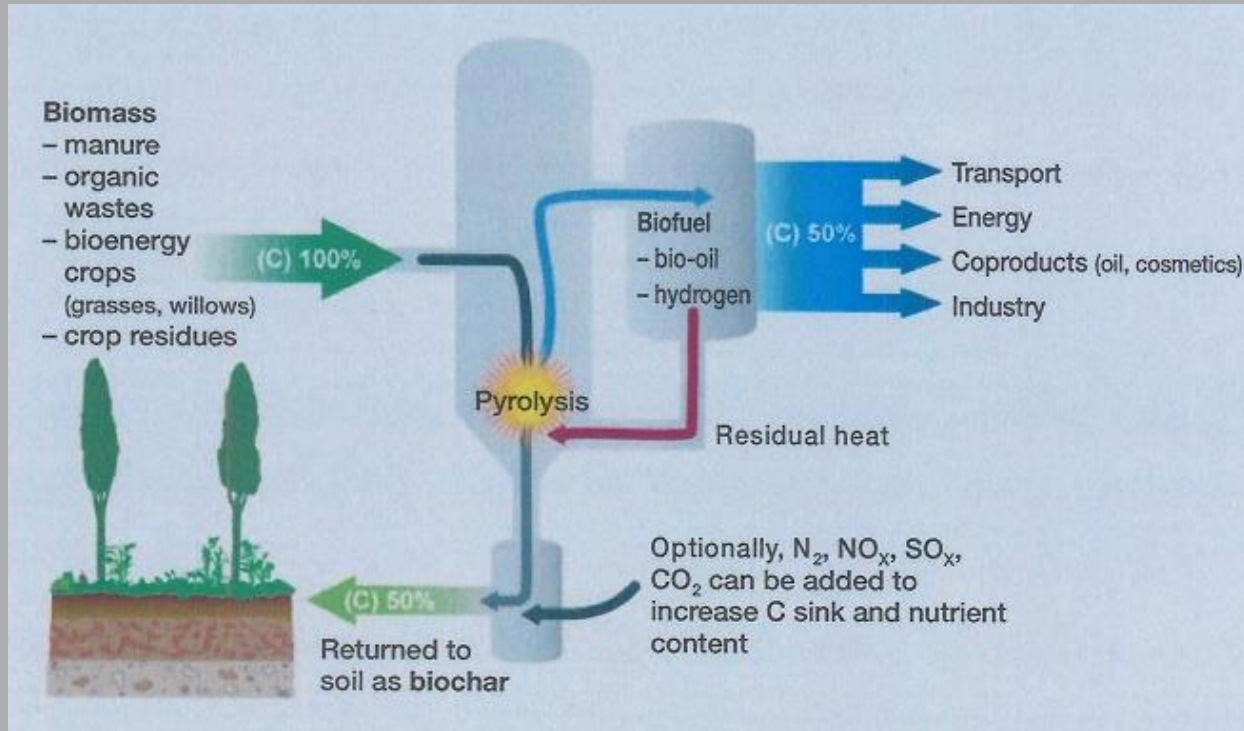 Biomass
– manure
– organic
wastes
– bioenergy
crops
(grasses, willows)
– crop residues
(C) 100%
Pyrolysis
Biofuel
– bio-oil
– hydrogen
(C) 50%
Transport
Energy
Coproducts (oil, cosmetics)
Industry
Residual heat
Optionally, N₂, NOₓ, SOₓ,
CO₂ can be added to
increase C sink and nutrient
content
(C) 50%
Returned to
soil as biochar